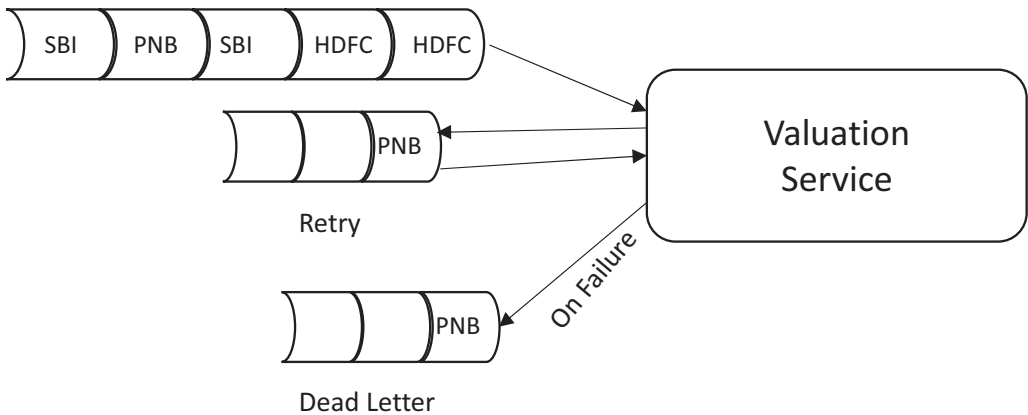 SBI PNB SBI HDFC HDFC
Valuation
Service
PNB
Retry
On Failure
PNB
Dead Letter